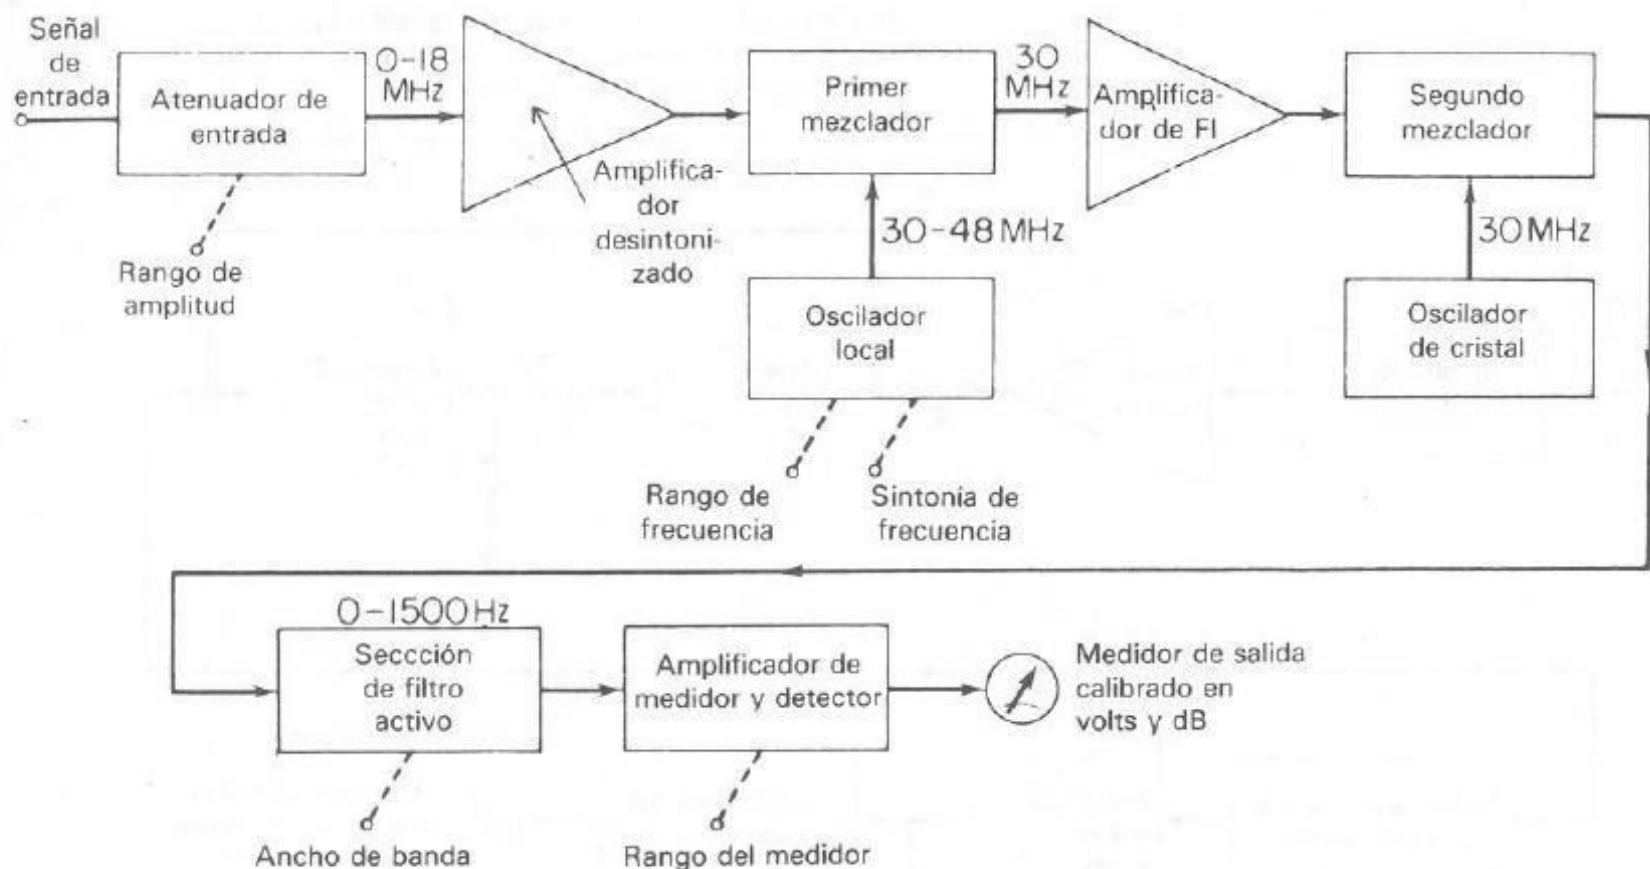 Señal
de
entrada
Atenuador de
entrada
0-18
MHz
Amplifica-
dor
desintoni-
zado
Primer
mezclador
30
MHz
Amplifica-
dor de FI
Segundo
mezclador
Rango de
amplitud
30-48 MHz
30 MHz
Oscilador
local
Oscilador
de cristal
Rango de
frecuencia
Sintonía de
frecuencia
0-1500 Hz
Seccción
de filtro
activo
Amplificador de
medidor y detector
Medidor de salida
calibrado en
volts y dB
Ancho de banda
Rango del medidor